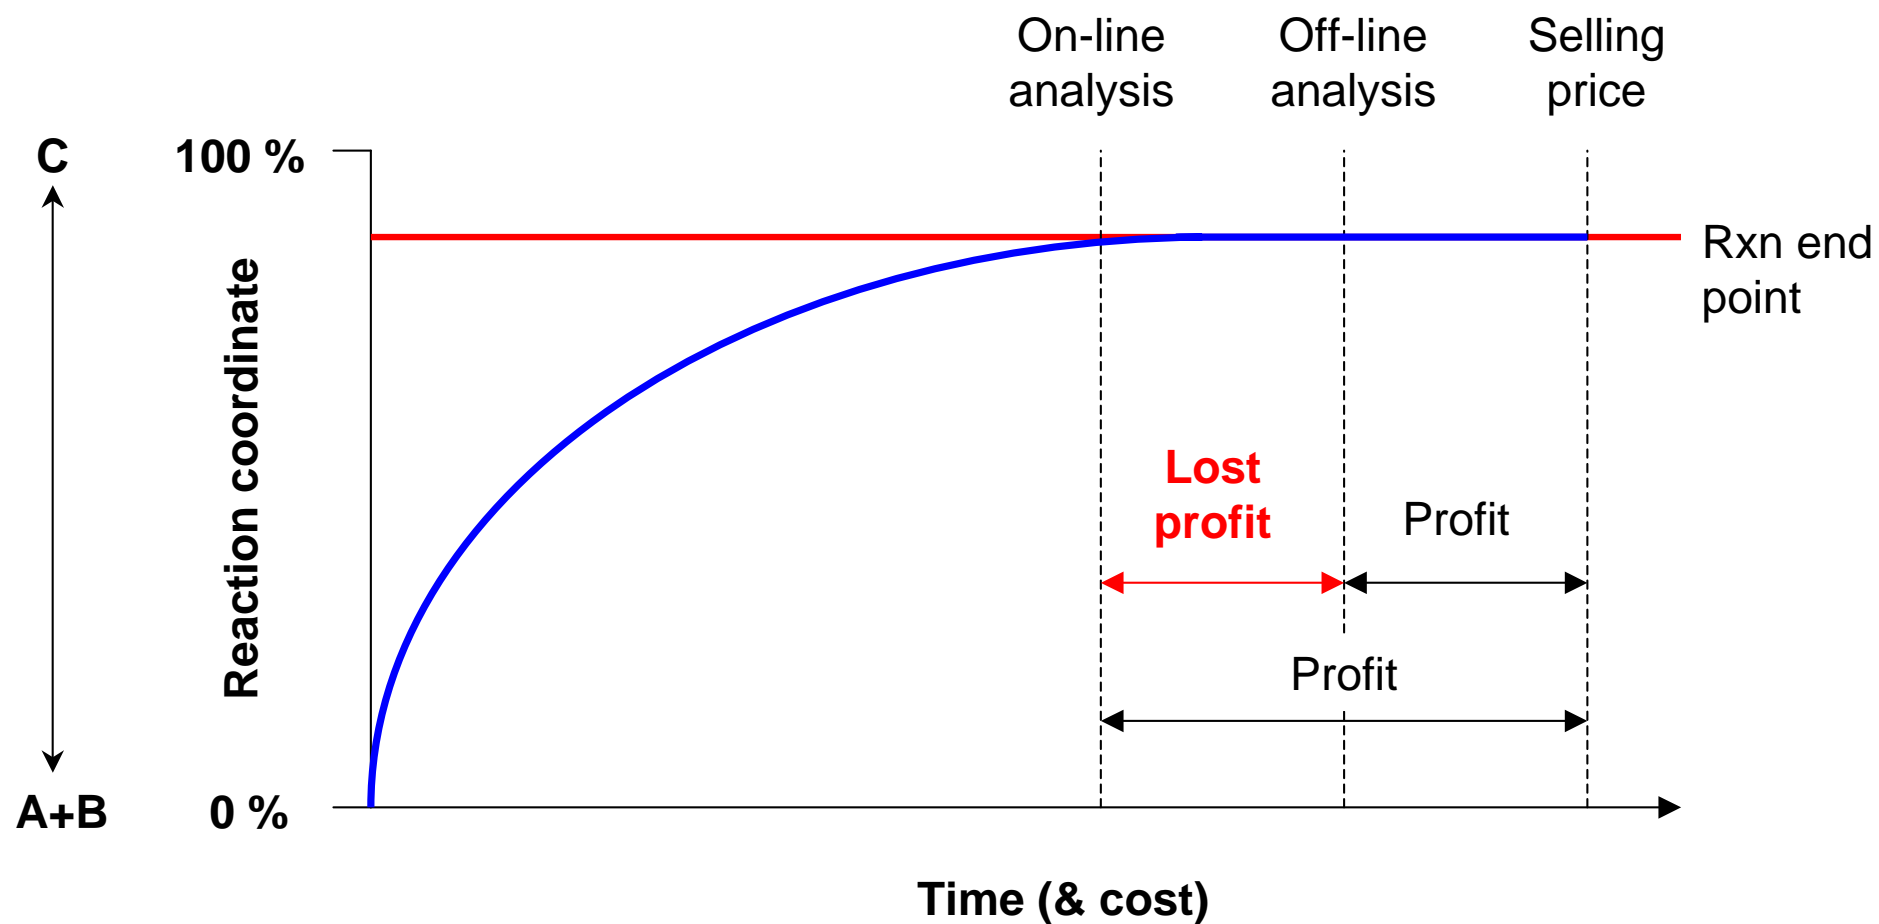 On-line
analysis
Off-line
analysis
Selling
price
C
100 %
Rxn end
point
Reaction coordinate
Lost
profit
Profit
Profit
A+B
0 %
Time (& cost)